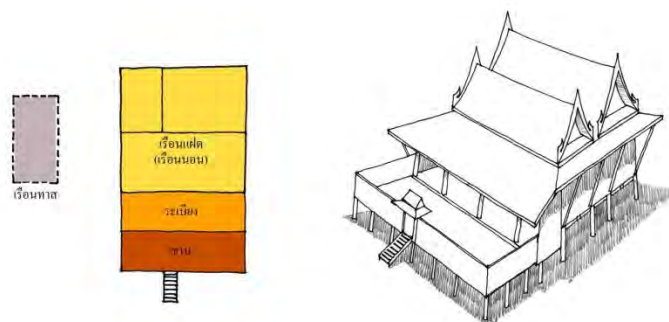 เรือนแฝด
(เรือนนอน)
ระเบียง
ชาน
เรือนทาส